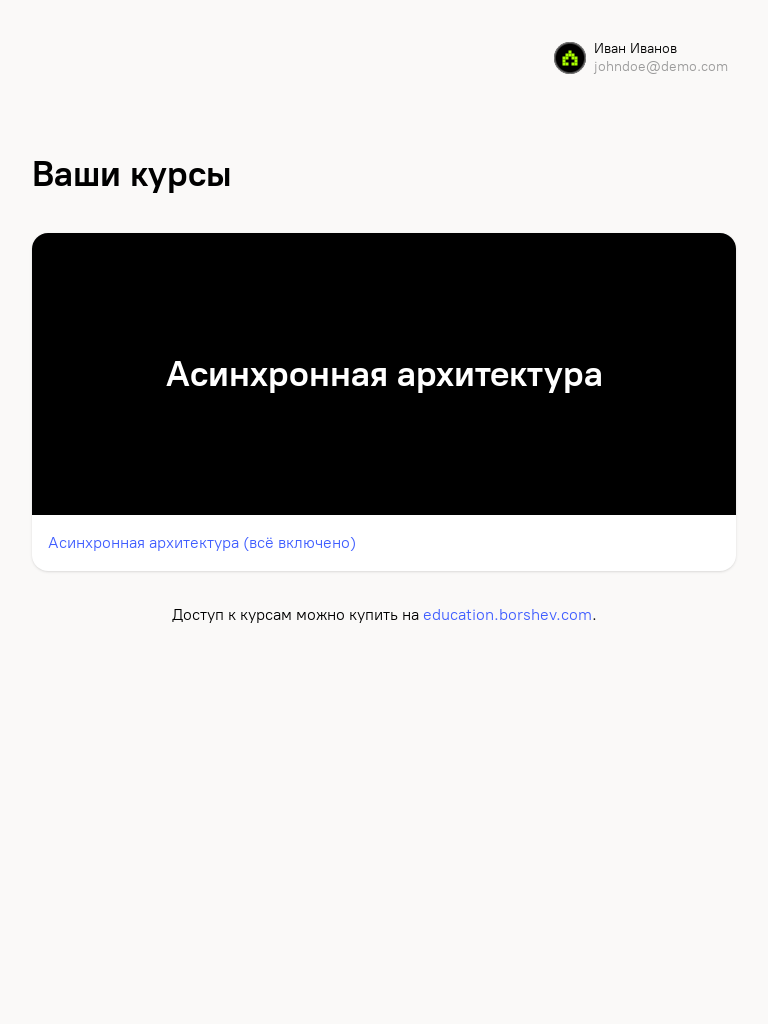 Иван Иванов
johndoe@demo.com
Ваши курсы
Асинхронная архитектура
Асинхронная архитектура (всё включено)
Доступ к курсам можно купить на education.borshev.com.